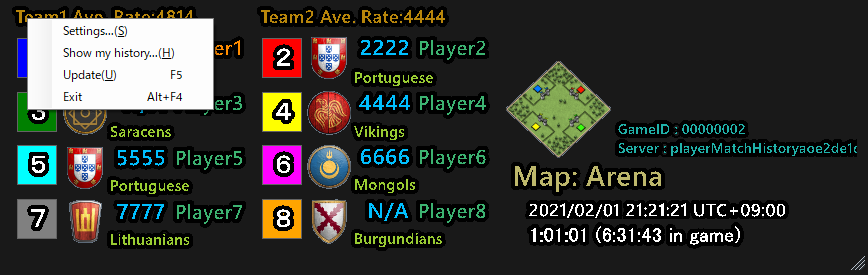 Team1 Ave. Rate:4814
Team2 Ave. Rate:4444
Settings...(S)
Show my history...(H)
Update(U) F5
Exit Alt+F4
2 2222 Player2
Portuguese
3
Saracens
4 4444 Player4
Vikings
5 5555 Player5
Portuguese
6 6666 Player6
Mongols
7 7777 Player7
Lithuanians
8 N/A Player8
Burgundians
GameID : 00000002
Server : playerMatchHistoryaoe2de1
Map: Arena
2021/02/01 21:21:21 UTC+09:00
1:01:01 (6:31:43 in game)